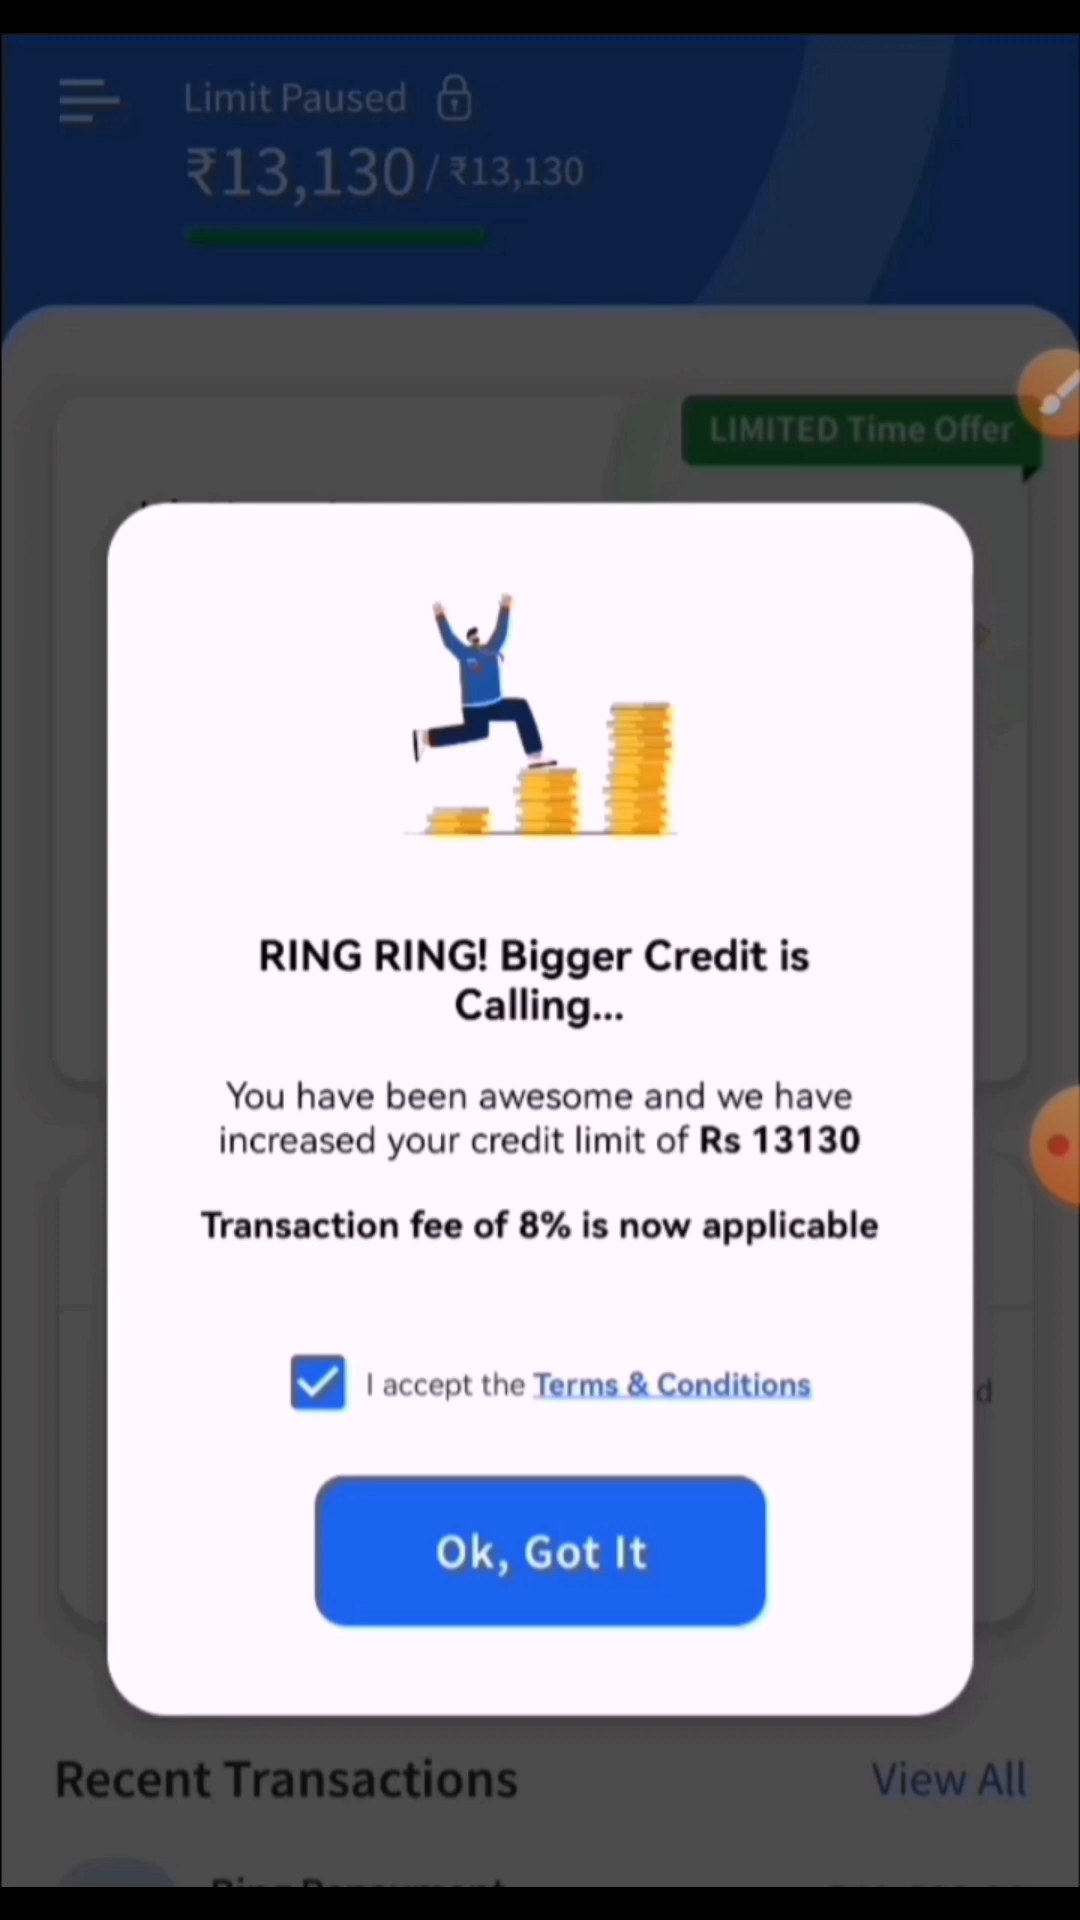 Limit Paused
₹13,130 / ₹13,130
LIMITED Time Offer
RING RING! Bigger Credit is
Calling...
You have been awesome and we have
increased your credit limit of Rs 13130
Transaction fee of 8% is now applicable
I accept the Terms & Conditions
Ok, Got It
Recent Transactions
View All
Ring Repayment